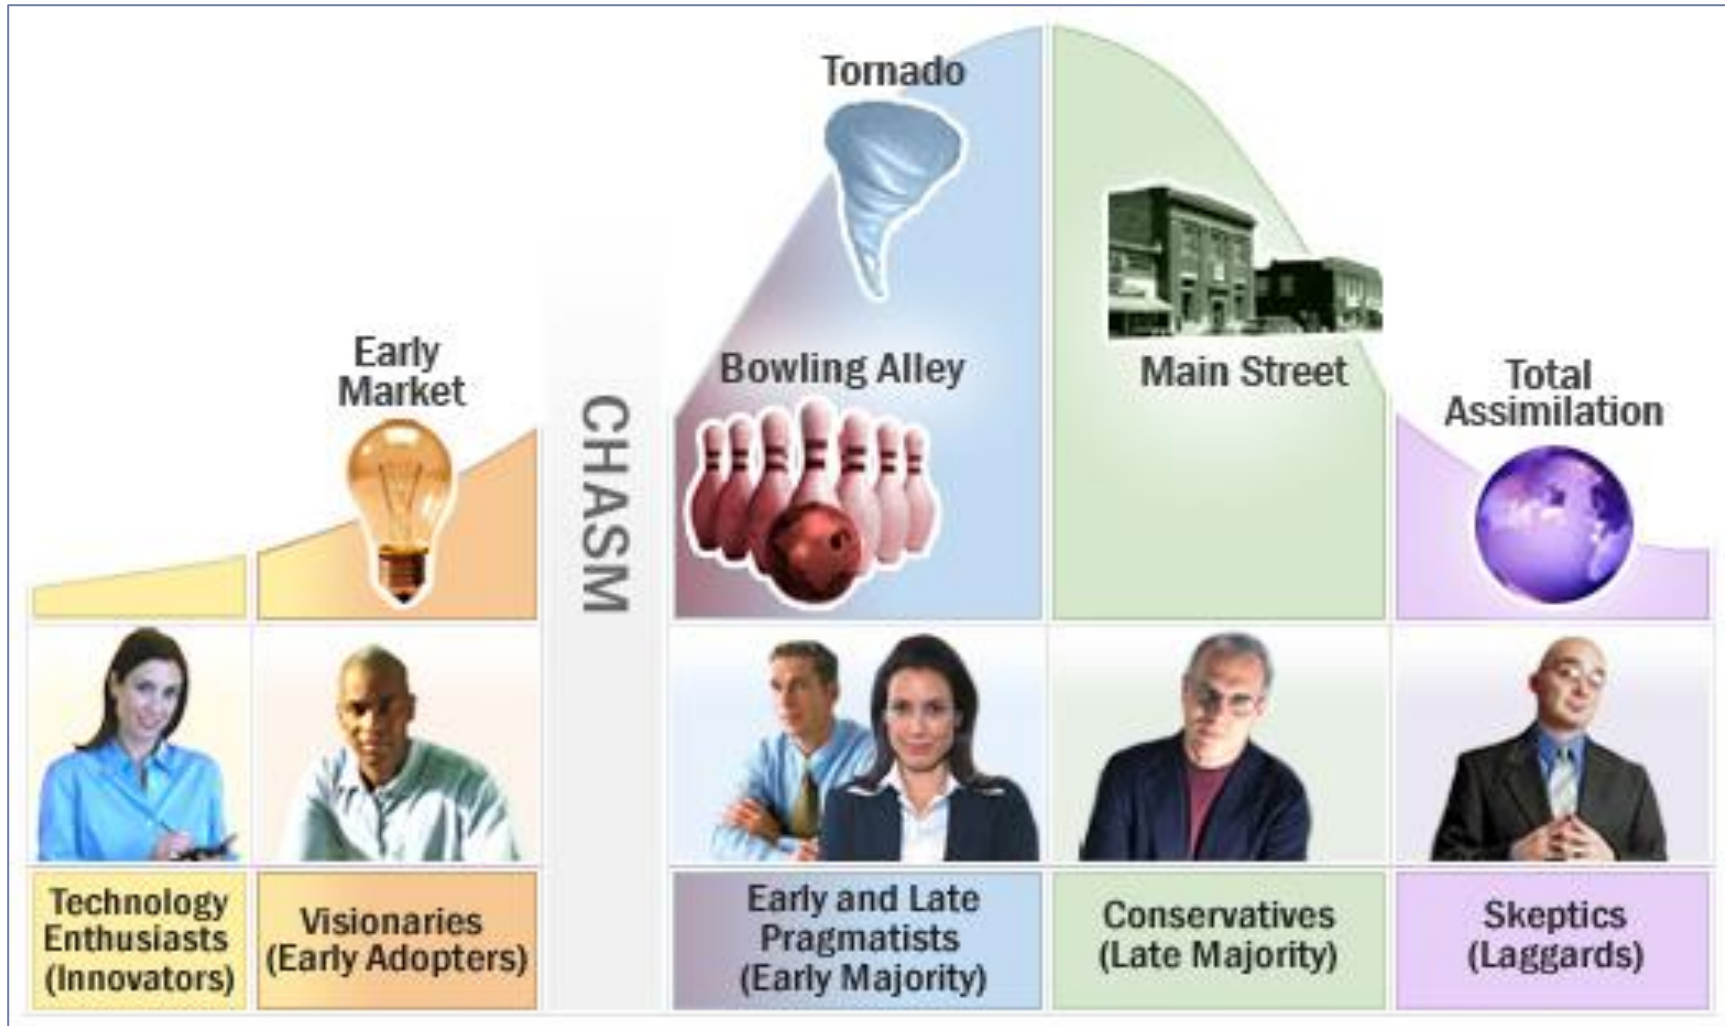 Tornado
Early
Market
CHASM
Bowling Alley
Main Street
Total
Assimilation
Technology
Enthusiasts
(Innovators)
Visionaries
(Early Adopters)
Early and Late
Pragmatists
(Early Majority)
Conservatives
(Late Majority)
Skeptics
(Laggards)